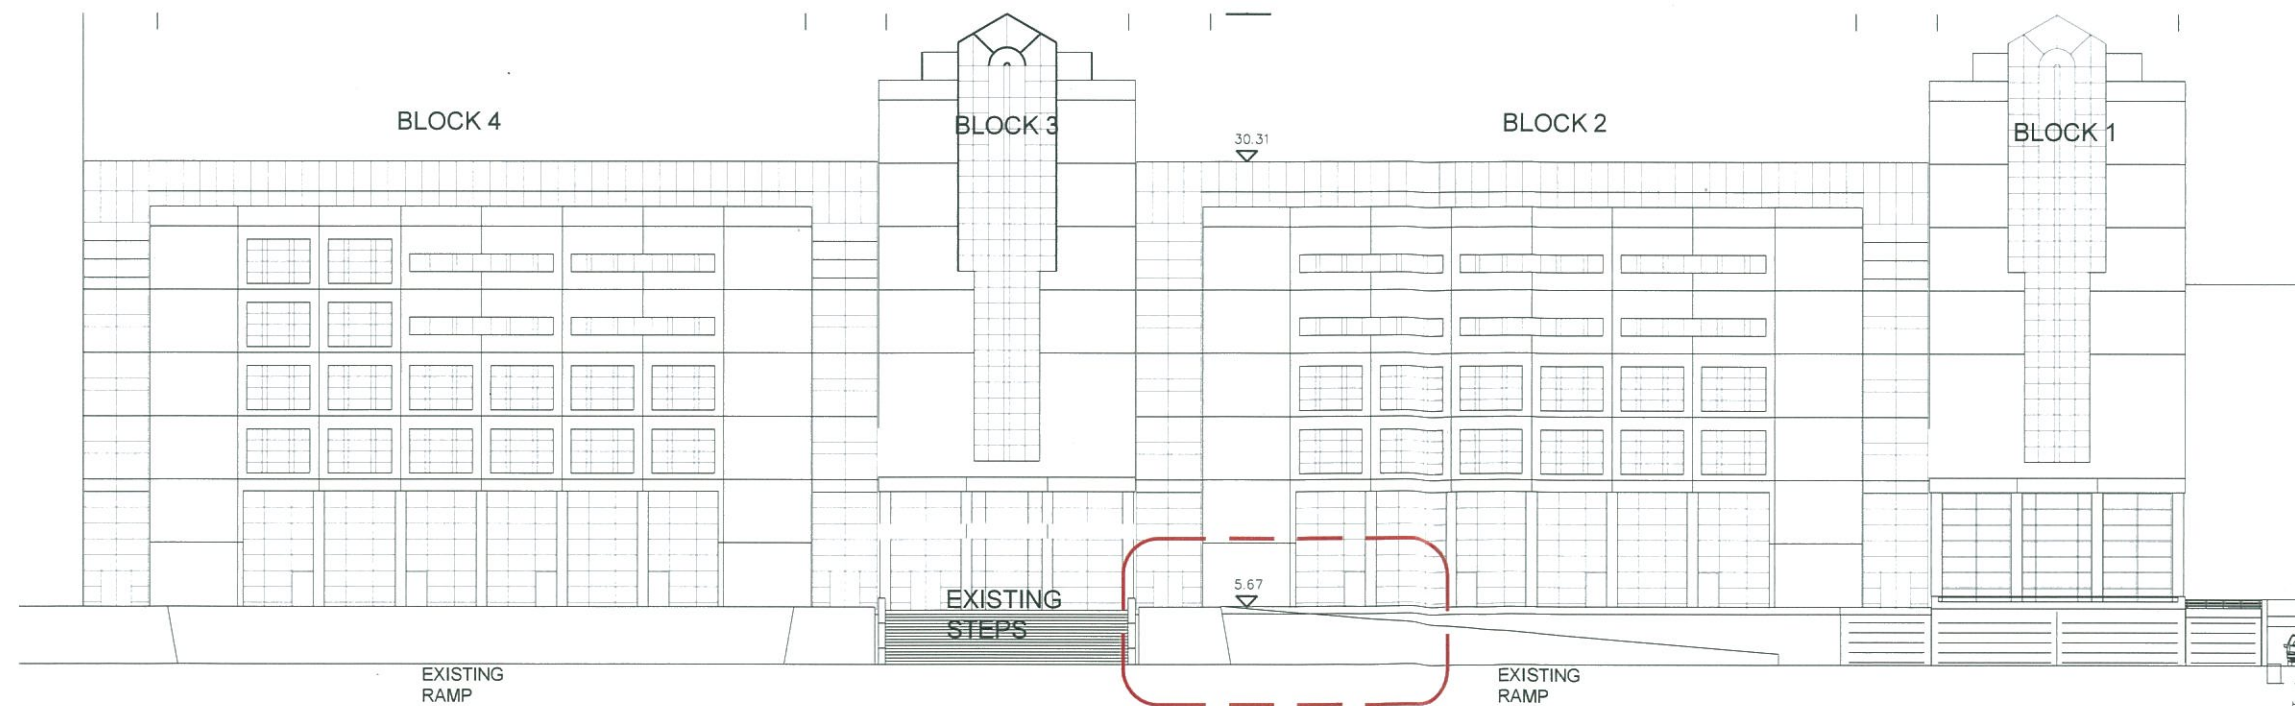 BLOCK 4
BLOCK 3
BLOCK 2
BLOCK 1
30.31
5.67
EXISTING
STEPS
EXISTING
RAMP
EXISTING
RAMP